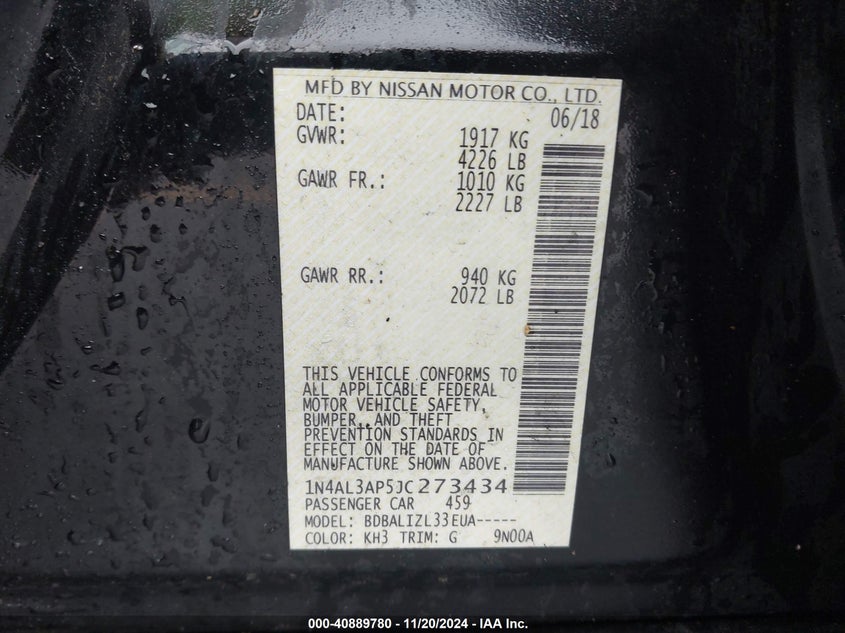 MFD BY NISSAN MOTOR CO., LTD.
DATE: 06/18
GVWR: 1917 KG
4226 LB
GAWR FR.: 1010 KG
2227 LB
GAWR RR.: 940 KG
2072 LB
THIS VEHICLE CONFORMS TO
ALL APPLICABLE FEDERAL
MOTOR VEHICLE SAFETY
BUMPER, AND THEFT
PREVENTION STANDARDS IN
EFFECT ON THE DATE OF
MANUFACTURE SHOWN ABOVE.
1N4AL3AP5JC273434
PASSENGER CAR 459
MODEL: BDBALIZL33EUA-----
COLOR: KH3 TRIM: G 9N00A
000-40889780 - 11/20/2024 - IAA Inc.